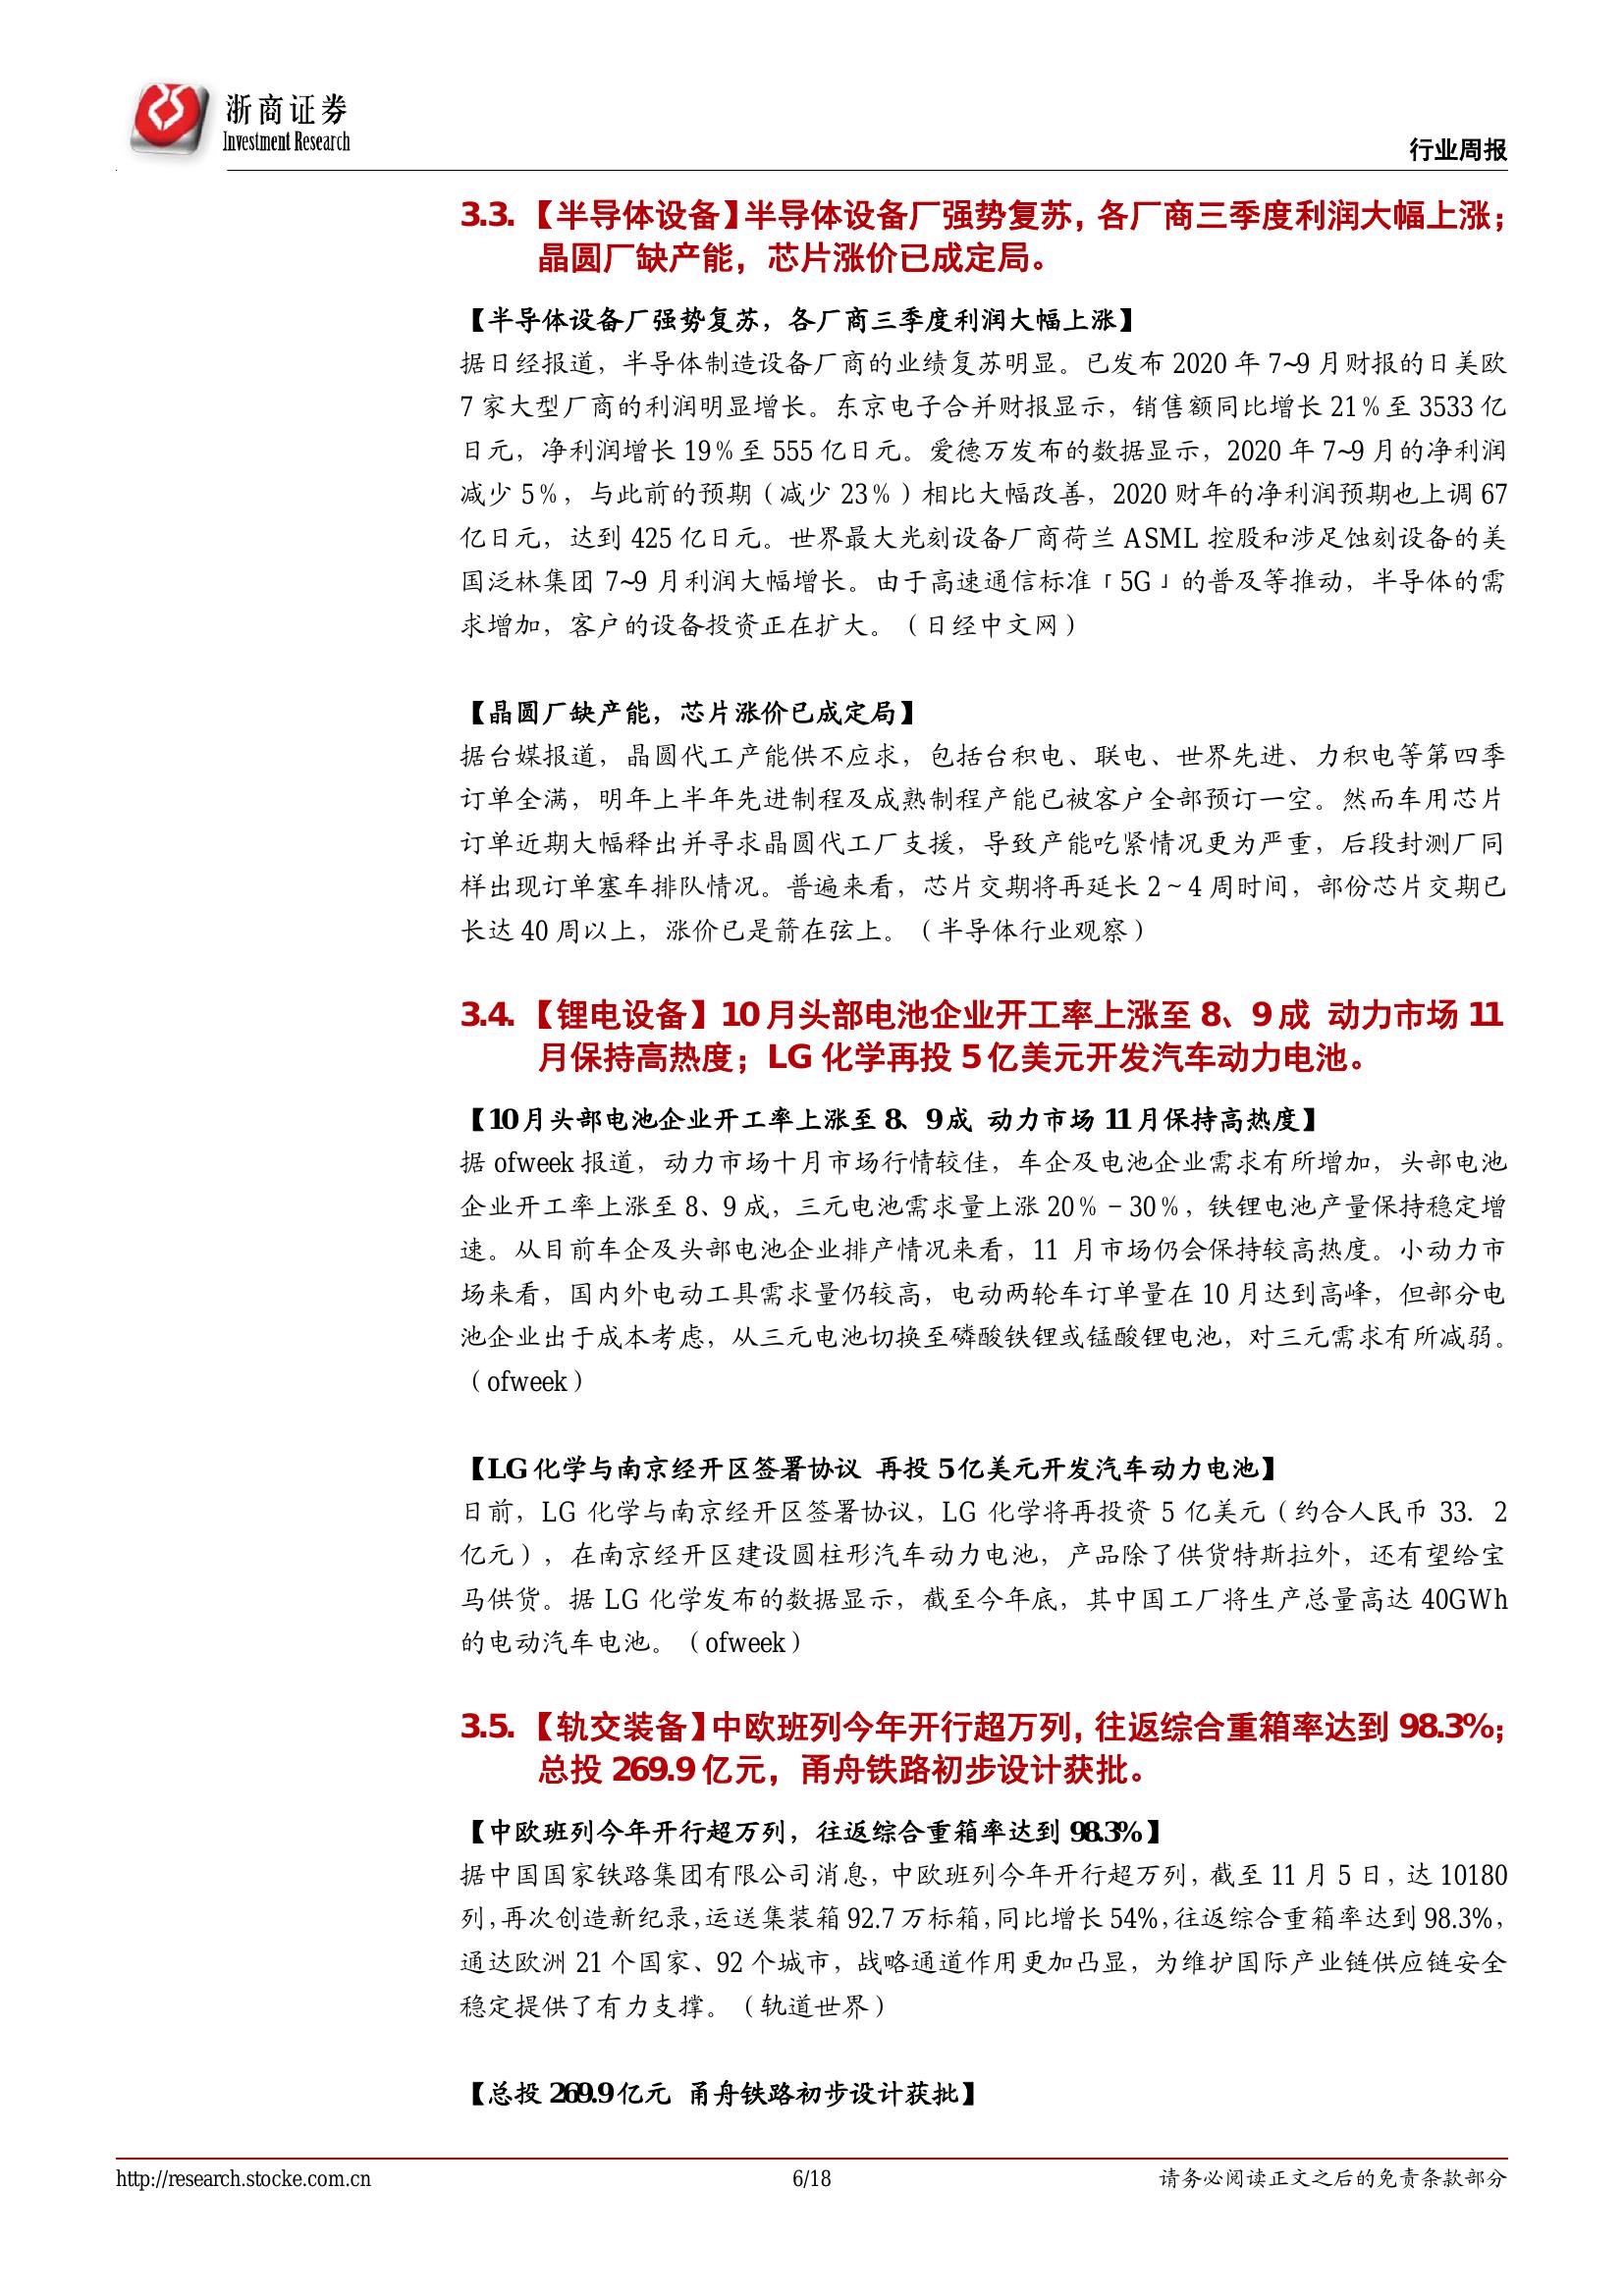 浙商证券
Investment Research
行业周报
3.3. 【半导体设备】半导体设备厂强势复苏，各厂商三季度利润大幅上涨；
晶圆厂缺产能，芯片涨价已成定局。
【半导体设备厂强势复苏，各厂商三季度利润大幅上涨】
据日经报道，半导体制造设备厂商的业绩复苏明显。已发布 2020 年 7~9 月财报的日美欧
7 家大型厂商的利润明显增长。东京电子合并财报显示，销售额同比增长 21％至 3533 亿
日元，净利润增长 19％至 555 亿日元。爱德万发布的数据显示，2020 年 7~9 月的净利润
减少 5％，与此前的预期（减少 23％）相比大幅改善，2020 财年的净利润预期也上调 67
亿日元，达到 425 亿日元。世界最大光刻设备厂商荷兰 ASML 控股和涉足蚀刻设备的美
国泛林集团 7~9 月利润大幅增长。由于高速通信标准「5G」的普及等推动，半导体的需
求增加，客户的设备投资正在扩大。（日经中文网）
【晶圆厂缺产能，芯片涨价已成定局】
据台媒报道，晶圆代工产能供不应求，包括台积电、联电、世界先进、力积电等第四季
订单全满，明年上半年先进制程及成熟制程产能已被客户全部预订一空。然而车用芯片
订单近期大幅释出并寻求晶圆代工厂支援，导致产能吃紧情况更为严重，后段封测厂同
样出现订单塞车排队情况。普遍来看，芯片交期将再延长 2～4 周时间，部份芯片交期已
长达 40 周以上，涨价已是箭在弦上。（半导体行业观察）
3.4. 【锂电设备】10 月头部电池企业开工率上涨至 8、9 成 动力市场 11
月保持高热度；LG 化学再投 5 亿美元开发汽车动力电池。
【10 月头部电池企业开工率上涨至 8、9 成 动力市场 11 月保持高热度】
据 ofweek 报道，动力市场十月市场行情较佳，车企及电池企业需求有所增加，头部电池
企业开工率上涨至 8、9 成，三元电池需求量上涨 20％－30％，铁锂电池产量保持稳定增
速。从目前车企及头部电池企业排产情况来看，11 月市场仍会保持较高热度。小动力市
场来看，国内外电动工具需求量仍较高，电动两轮车订单量在 10 月达到高峰，但部分电
池企业出于成本考虑，从三元电池切换至磷酸铁锂或锰酸锂电池，对三元需求有所减弱。
（ofweek）
【LG 化学与南京经开区签署协议 再投 5 亿美元开发汽车动力电池】
日前，LG 化学与南京经开区签署协议，LG 化学将再投资 5 亿美元（约合人民币 33．2
亿元），在南京经开区建设圆柱形汽车动力电池，产品除了供货特斯拉外，还有望给宝
马供货。据 LG 化学发布的数据显示，截至今年底，其中国工厂将生产总量高达 40GWh
的电动汽车电池。（ofweek）
3.5. 【轨交装备】中欧班列今年开行超万列，往返综合重箱率达到 98.3%；
总投 269.9 亿元，甬舟铁路初步设计获批。
【中欧班列今年开行超万列，往返综合重箱率达到 98.3%】
据中国国家铁路集团有限公司消息，中欧班列今年开行超万列，截至 11 月 5 日，达 10180
列，再次创造新纪录，运送集装箱 92.7 万标箱，同比增长 54%，往返综合重箱率达到 98.3%，
通达欧洲 21 个国家、92 个城市，战略通道作用更加凸显，为维护国际产业链供应链安全
稳定提供了有力支撑。（轨道世界）
【总投 269.9 亿元 甬舟铁路初步设计获批】
http://research.stocke.com.cn
6/18
请务必阅读正文之后的免责条款部分